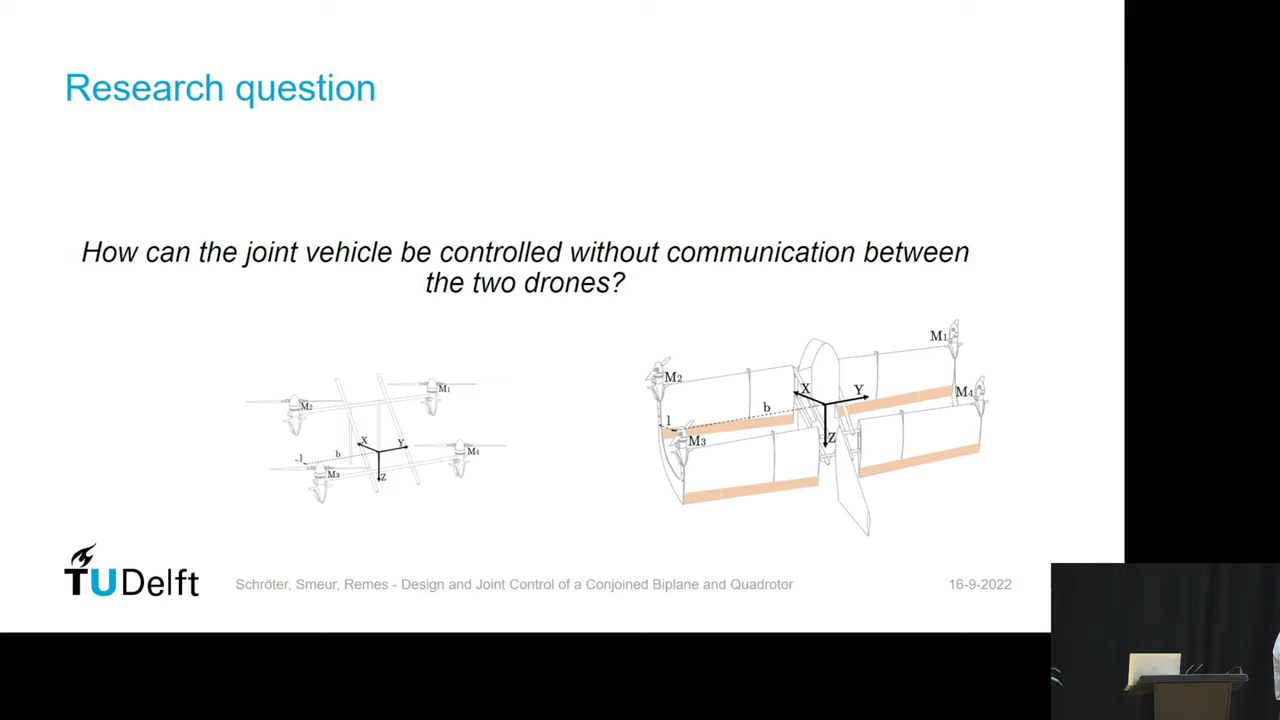 Research question
How can the joint vehicle be controlled without communication between
the two drones?
M1
M2
X
Y
l
b
M3
M4
Z
M1
M2
X
Y
M4
b
l
M3
Z
TUDelft
Schröter, Smeur, Remes - Design and Joint Control of a Conjoined Biplane and Quadrotor
16-9-2022